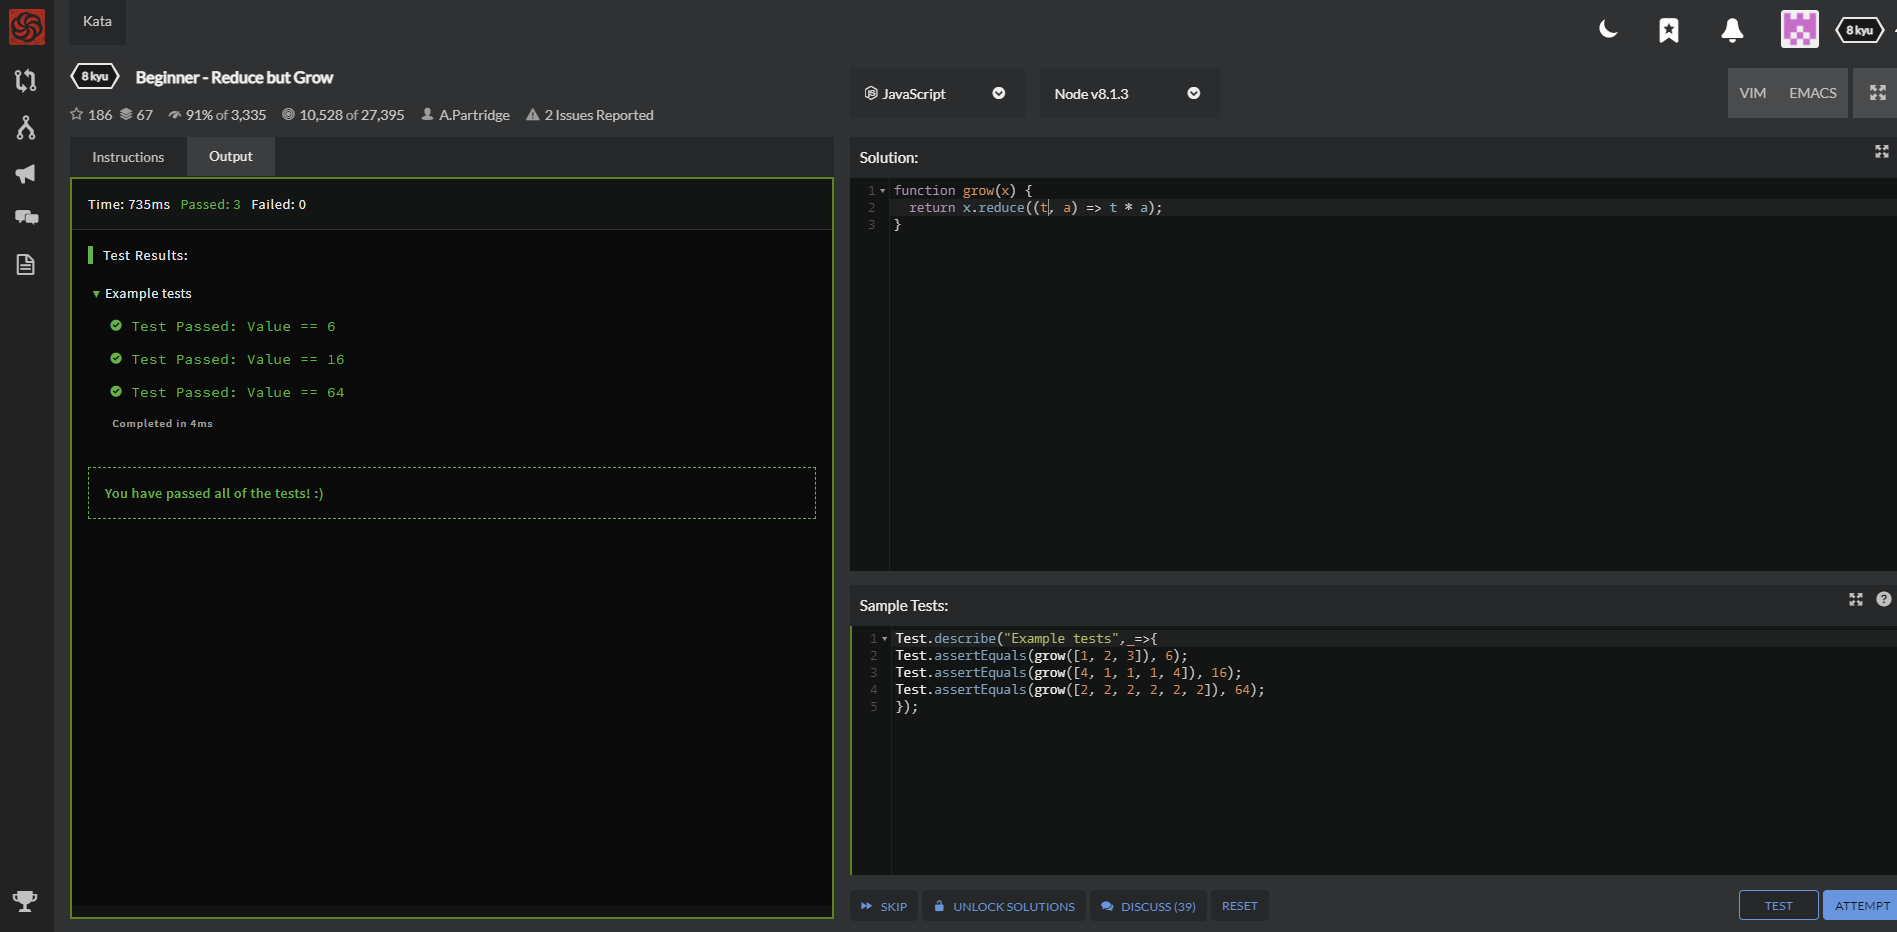 Kata
8 kyu
8 kyu Beginner - Reduce but Grow
186 67 91% of 3,335 10,528 of 27,395 A.Partridge 2 Issues Reported
JavaScript
Node v8.1.3
VIM
EMACS
Instructions
Output
Time: 735ms Passed: 3 Failed: 0
Test Results:
Example tests
Test Passed: Value == 6
Test Passed: Value == 16
Test Passed: Value == 64
Completed in 4ms
You have passed all of the tests! :)
Solution:
1 function grow(x) {
2 return x.reduce((t, a) => t * a);
3 }
Sample Tests:
1 Test.describe("Example tests",_=>{
2 Test.assertEquals(grow([1, 2, 3]), 6);
3 Test.assertEquals(grow([4, 1, 1, 1, 4]), 16);
4 Test.assertEquals(grow([2, 2, 2, 2, 2, 2]), 64);
5 });
SKIP
UNLOCK SOLUTIONS
DISCUSS (39)
RESET
TEST
ATTEMPT